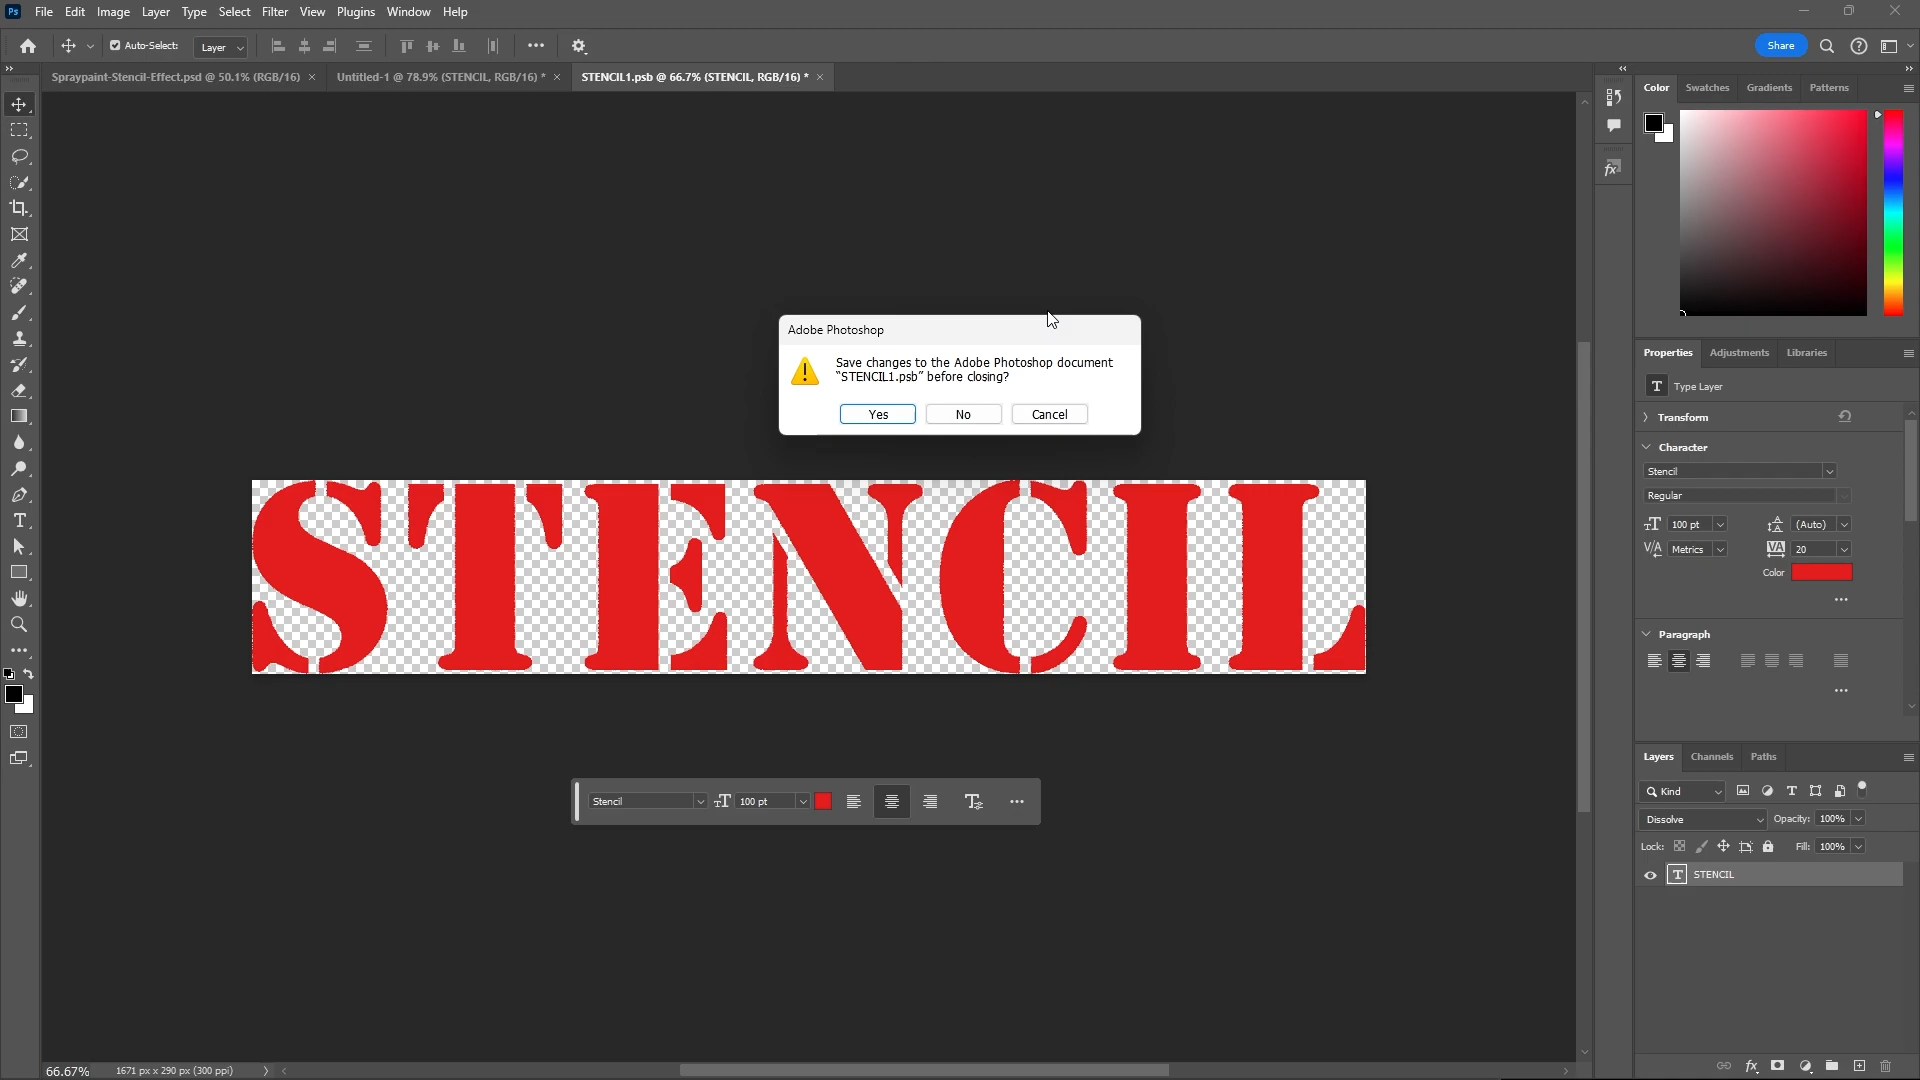 Ps File Edit Image Layer Type Select Filter View Plugins Window Help
Auto-Select: Layer Share
Spraypaint-Stencil-Effect.psd @ 50.1% (RGB/16) × Untitled-1 @ 78.9% (STENCIL, RGB/16) * × STENCIL1.psb @ 66.7% (STENCIL, RGB/16) * ×
Color Swatches Gradients Patterns
Adobe Photoshop
Save changes to the Adobe Photoshop document
“STENCIL1.psb” before closing?
Yes No Cancel
STENCIL
Stencil 100 pt
Properties Adjustments Libraries
T Type Layer
Transform
Character
Stencil
Regular
100 pt (Auto)
Metrics 20
Color
Paragraph
Layers Channels Paths
Kind
Dissolve Opacity: 100%
Lock: Fill: 100%
T STENCIL
66.67% 1671 px x 290 px (300 ppi)